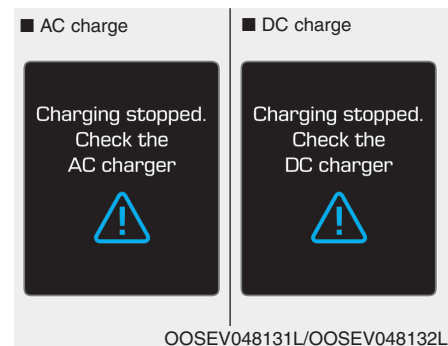 ■ AC charge
Charging stopped.
Check the
AC charger
■ DC charge
Charging stopped.
Check the
DC charger
OOSEV048131L/OOSEV048132L